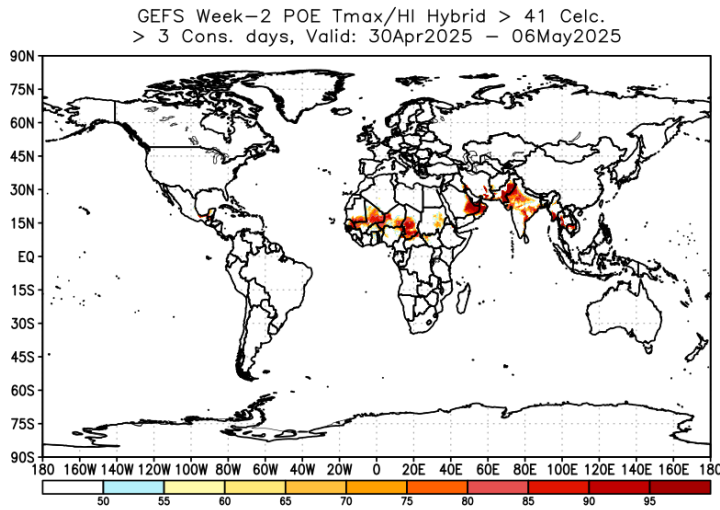 GEFS Week-2 POE Tmax/HI Hybrid > 41 Celc.
> 3 Cons. days, Valid: 30Apr2025 - 06May2025
90N
75N
60N
45N
30N
15N
EQ
15S
30S
45S
60S
75S
90S
180 160W 140W 120W 100W 80W 60W 40W 20W 0 20E 40E 60E 80E 100E 120E 140E 160E 180
50 55 60 65 70 75 80 85 90 95